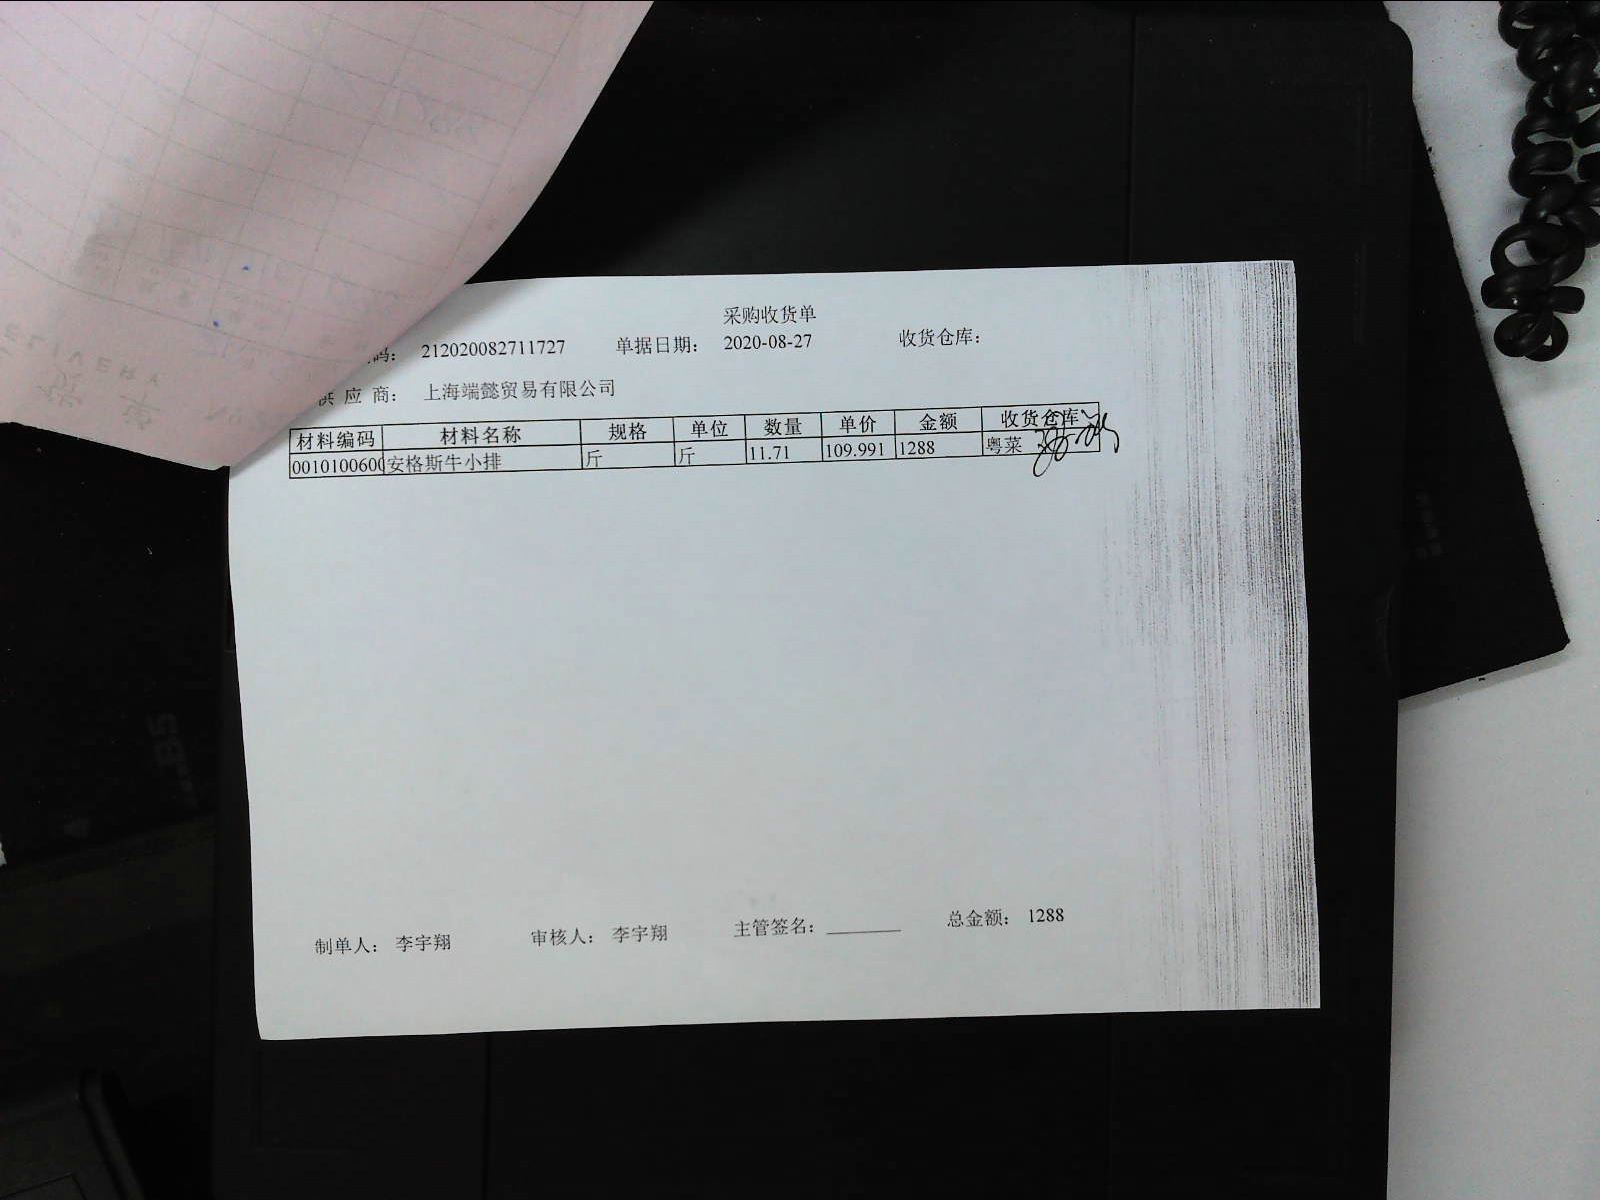 采购收货单
码： 212020082711727 单据日期： 2020-08-27 收货仓库：
供 应 商： 上海端懿贸易有限公司
材料编码 材料名称 规格 单位 数量 单价 金额 收货仓库
0010100600 安格斯牛小排 斤 斤 11.71 109.991 1288 粤菜
制单人： 李宇翔 审核人： 李宇翔 主管签名： 总金额： 1288